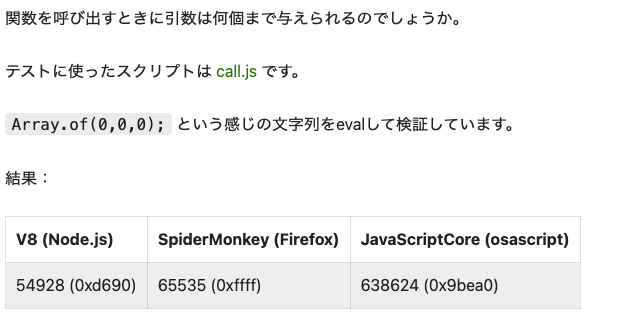 関数を呼び出すときに引数は何個まで与えられるのでしょうか。
テストに使ったスクリプトは call.js です。
Array.of(0,0,0); という感じの文字列をevalして検証しています。
結果：
V8 (Node.js) SpiderMonkey (Firefox) JavaScriptCore (osascript)
54928 (0xd690) 65535 (0xffff) 638624 (0x9bea0)